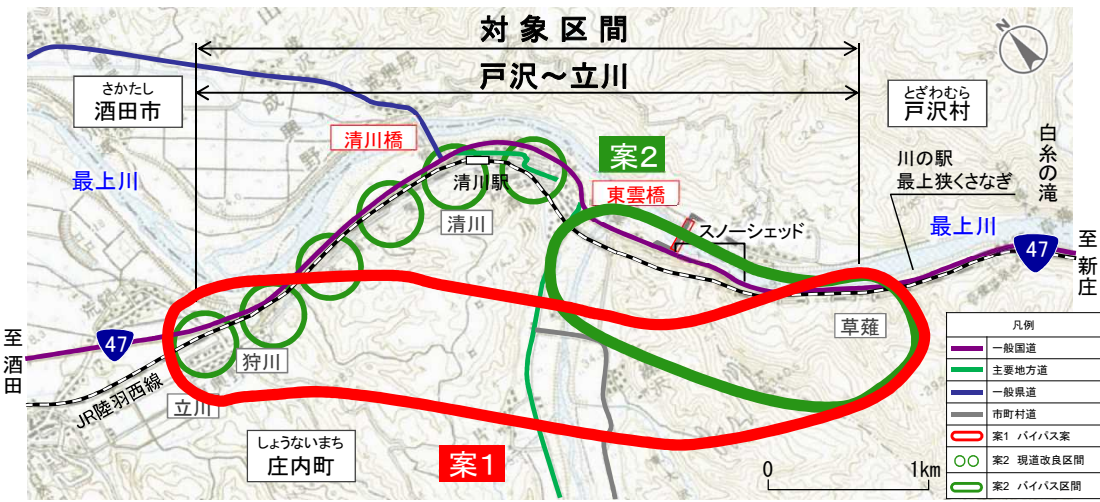 対象区間
戸沢～立川
N
さかたし
酒田市
とざわむら
戸沢村
清川橋
案2
白糸の滝
川の駅
最上狭くさなぎ
最上川
清川駅
東雲橋
清川
スノーシェッド
最上川
47
至新庄
草薙
47
至酒田
狩川
JR陸羽西線
立川
しょうないまち
庄内町
案1
0 1km
凡例
一般国道
主要地方道
一般県道
市町村道
案1 バイパス案
案2 現道改良区間
案2 バイパス区間